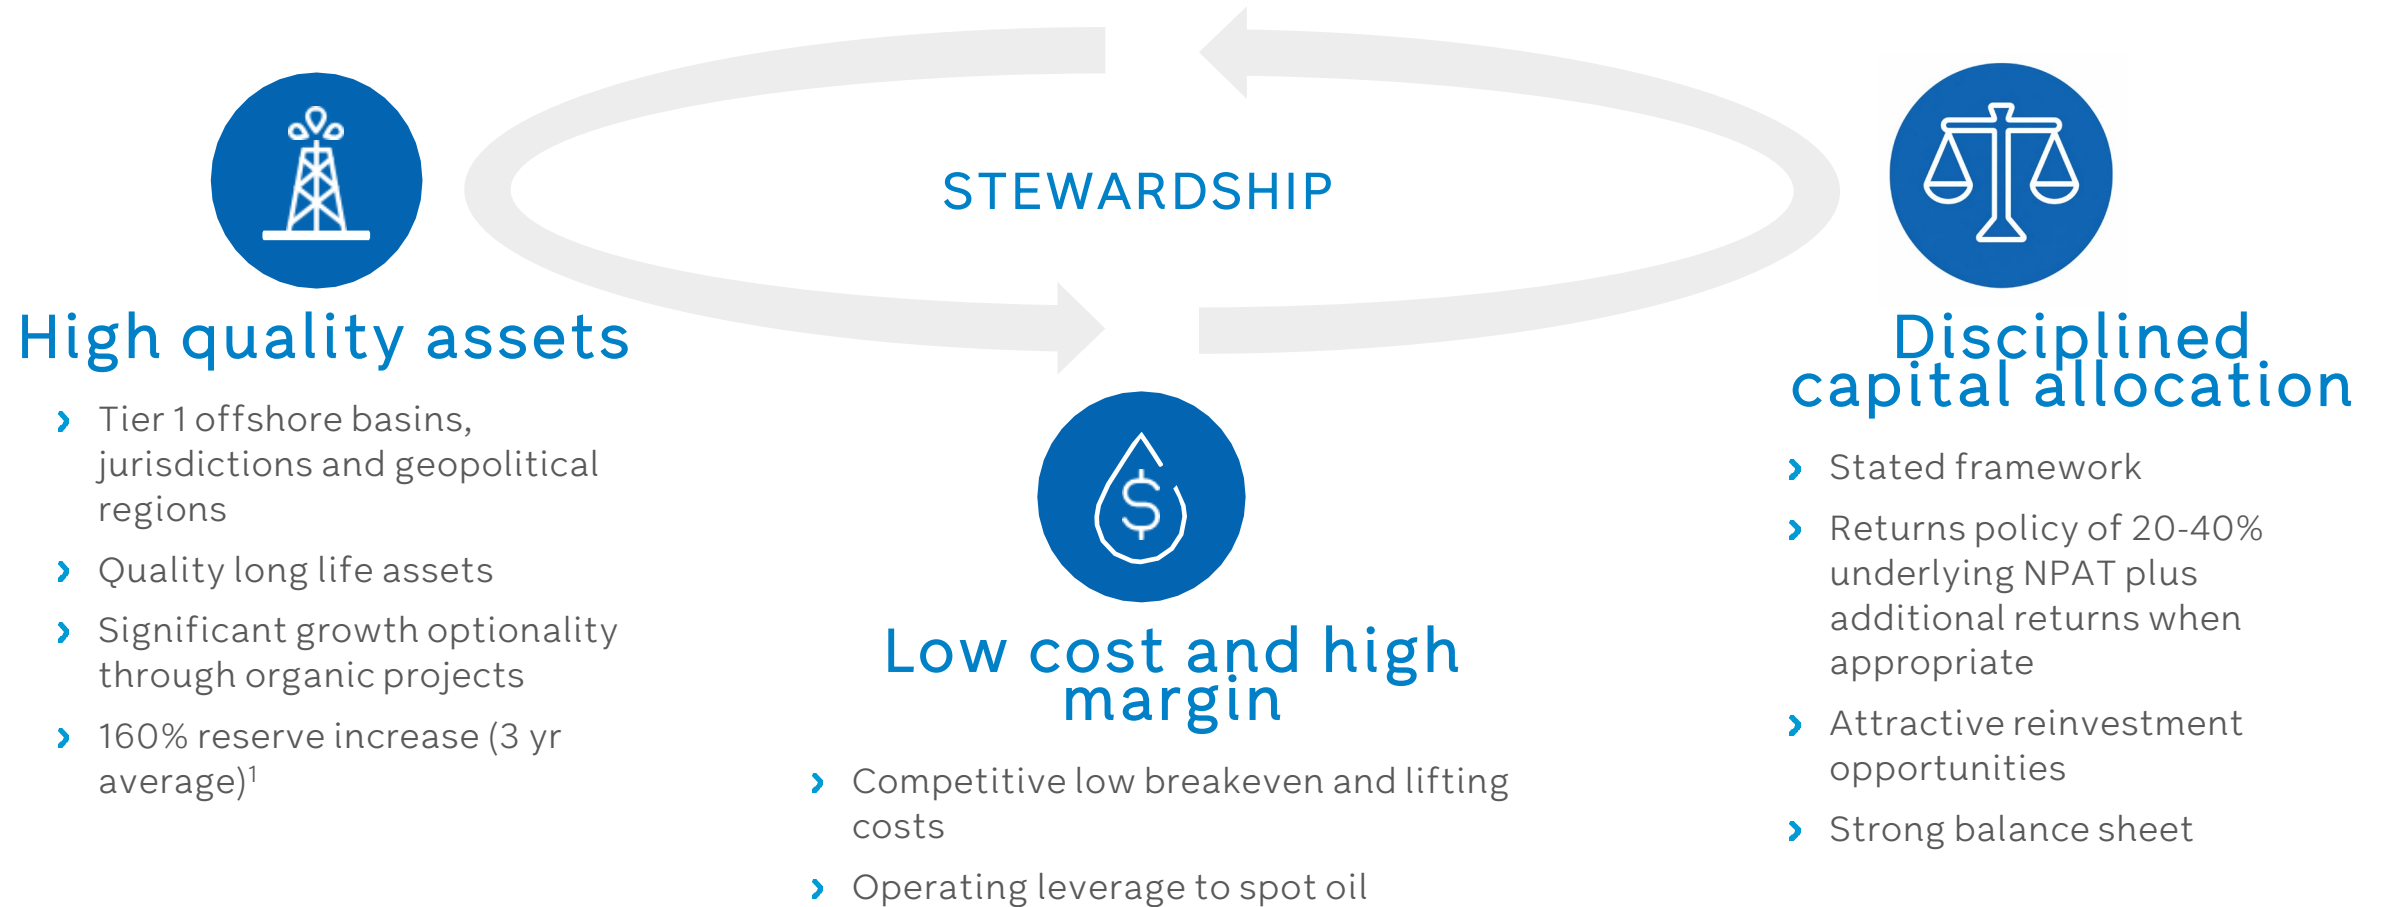 STEWARDSHIP
High quality assets
Tier 1 offshore basins,
jurisdictions and geopolitical
regions
Quality long life assets
Significant growth optionality
through organic projects
160% reserve increase (3 yr
average)¹
$
Low cost and high
margin
Competitive low breakeven and lifting
costs
Operating leverage to spot oil
Disciplined
capital allocation
Stated framework
Returns policy of 20-40%
underlying NPAT plus
additional returns when
appropriate
Attractive reinvestment
opportunities
Strong balance sheet